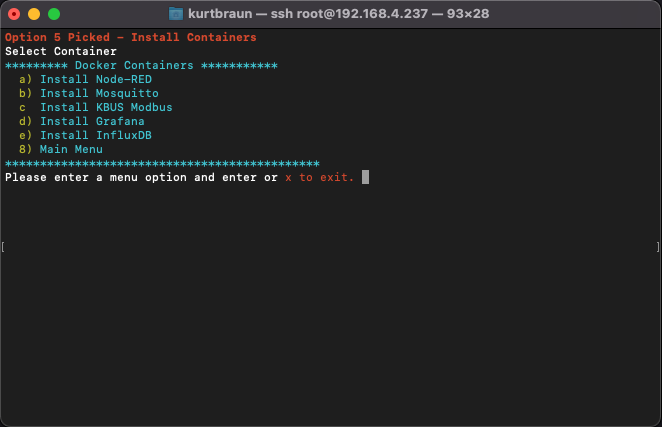 kurtbraun — ssh root@192.168.4.237 — 93×28
Option 5 Picked - Install Containers
Select Container
********* Docker Containers ***********
a) Install Node-RED
b) Install Mosquitto
c  Install KBUS Modbus
d) Install Grafana
e) Install InfluxDB
8) Main Menu
*********************************************
Please enter a menu option and enter or x to exit.
[ ]